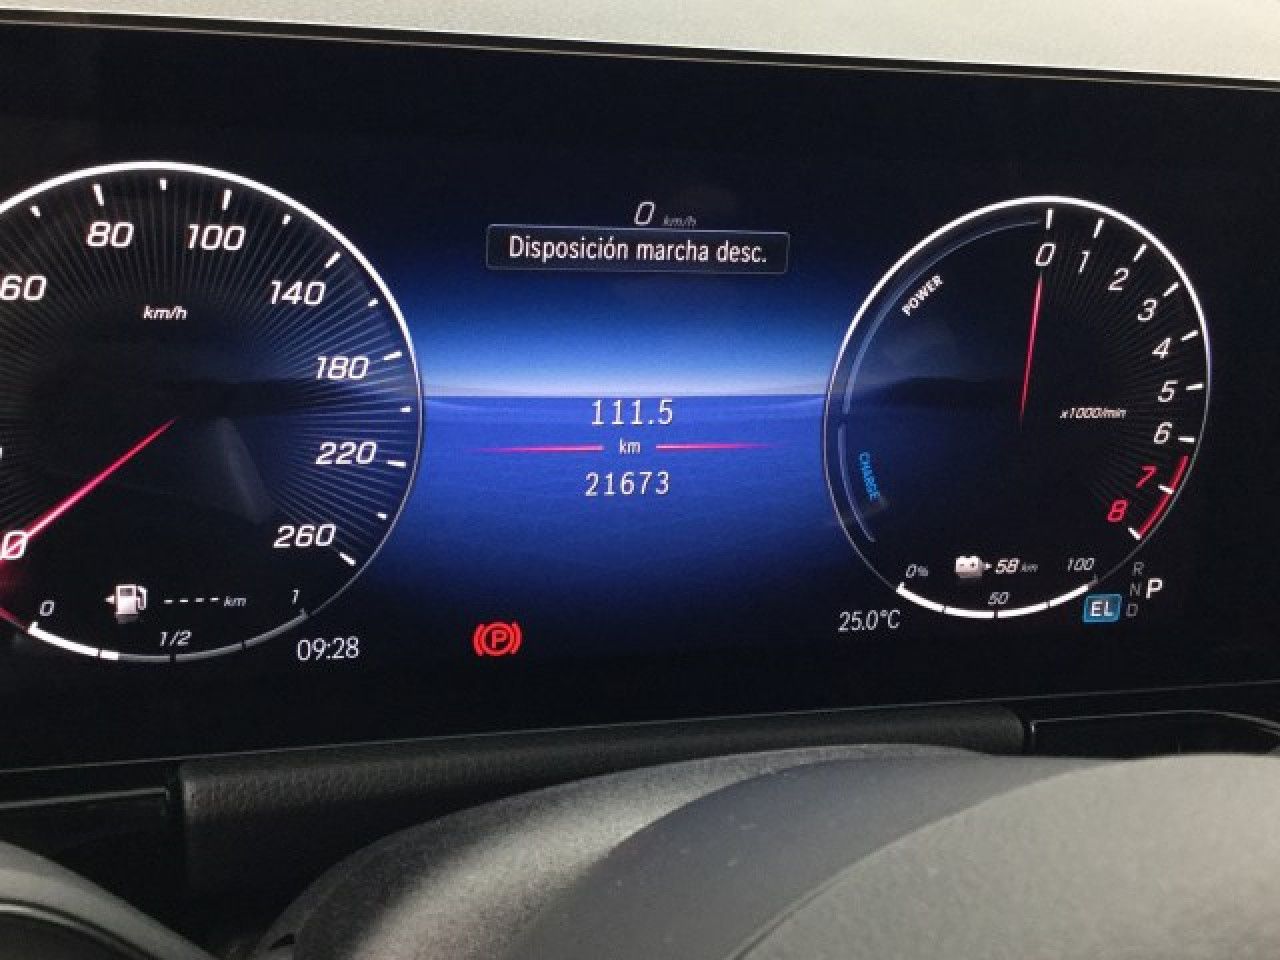 0 km/h
Disposición marcha desc.
60
80
100
140
180
220
260
0
km/h
111.5
km
21673
POWER
CHARGE
0
1
2
3
4
5
6
7
8
x1000/min
0
1/2
1
---- km
09:28
P
25.0°C
0%
50
100
58 km
EL
R
N
D
P